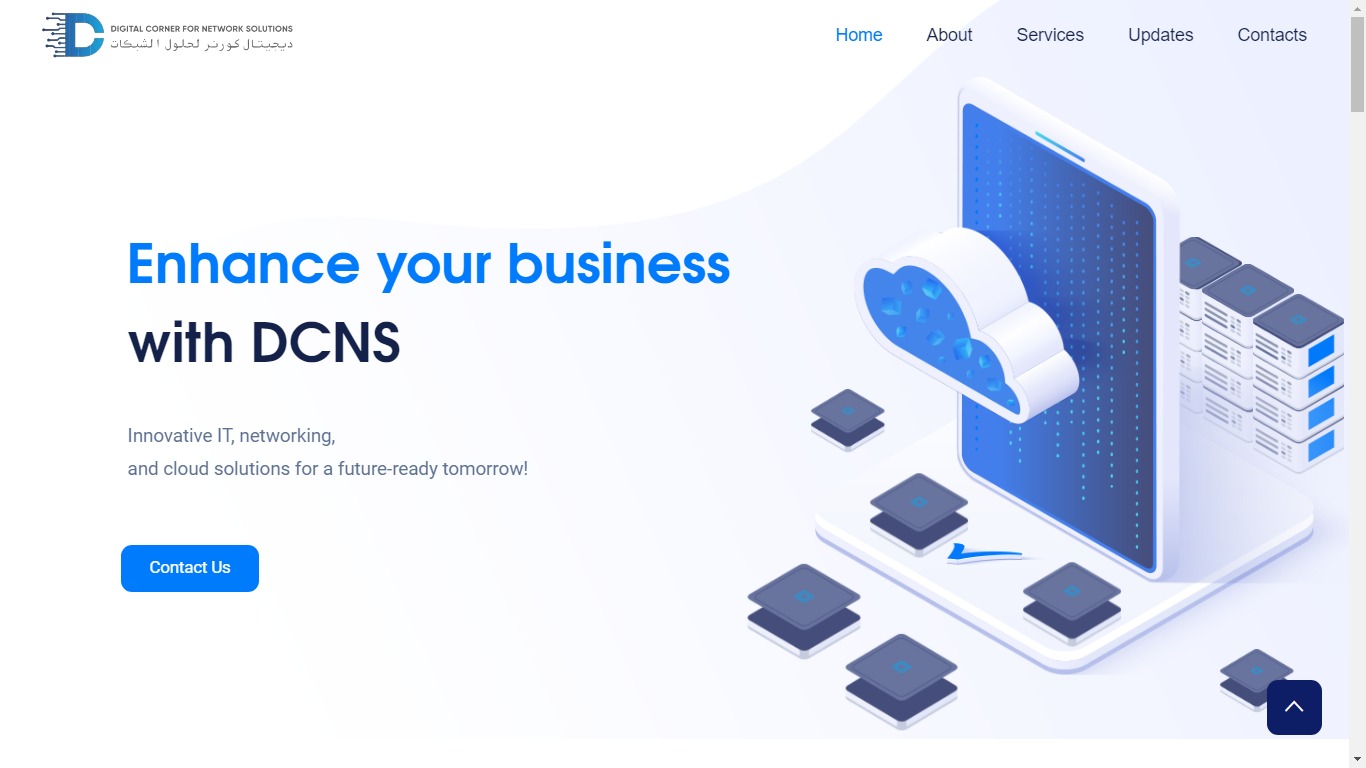 DIGITAL CORNER FOR NETWORK SOLUTIONS
ديجيتال كورنر لحلول الشبكات
Home
About
Services
Updates
Contacts
Enhance your business
with DCNS
Innovative IT, networking,
and cloud solutions for a future-ready tomorrow!
Contact Us